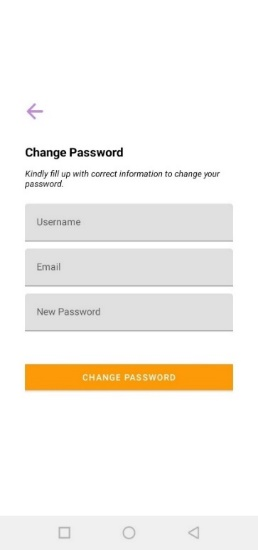 Change Password
Kindly fill up with correct information to change your
password.
Username
Email
New Password
CHANGE PASSWORD